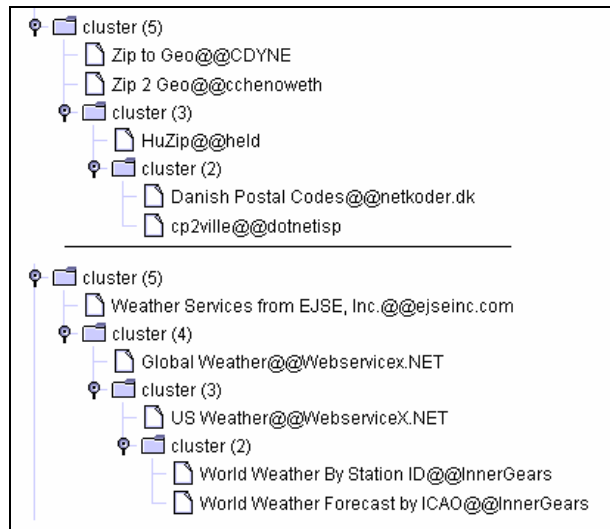 cluster (5)
Zip to Geo@@CDYNE
Zip 2 Geo@@cchenoweth
cluster (3)
HuZip@@held
cluster (2)
Danish Postal Codes@@netkoder.dk
cp2ville@@dotnetisp
cluster (5)
Weather Services from EJSE, Inc.@@ejseinc.com
cluster (4)
Global Weather@@Webservicex.NET
cluster (3)
US Weather@@WebserviceX.NET
cluster (2)
World Weather By Station ID@@InnerGears
World Weather Forecast by ICAO@@InnerGears